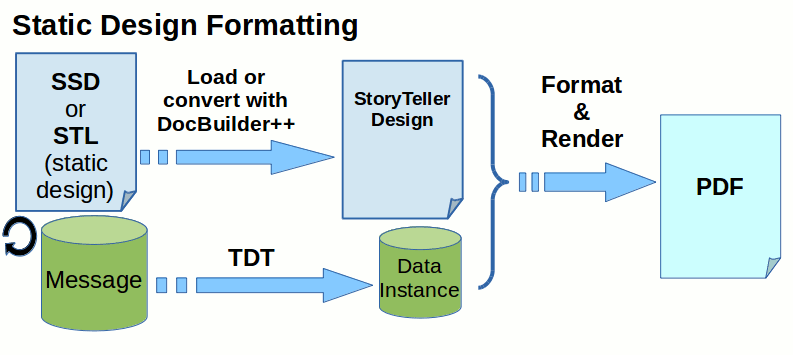 Static Design Formatting
SSD
or
STL
(static
design)
Load or
convert with
DocBuilder++
StoryTeller
Design
Format
&
Render
PDF
Message
TDT
Data
Instance